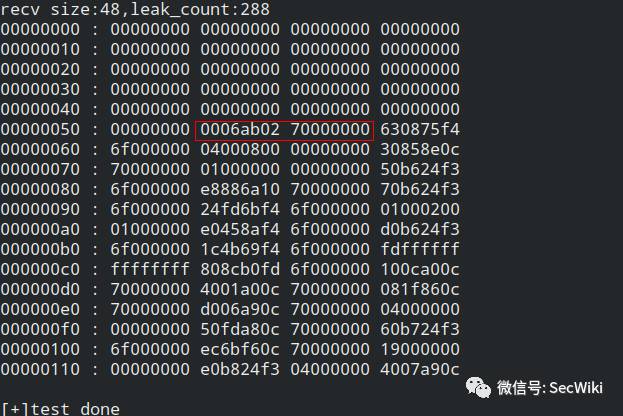 recv size:48,leak_count:288
00000000 : 00000000 00000000 00000000 00000000
00000010 : 00000000 00000000 00000000 00000000
00000020 : 00000000 00000000 00000000 00000000
00000030 : 00000000 00000000 00000000 00000000
00000040 : 00000000 00000000 00000000 00000000
00000050 : 00000000 0006ab02 70000000 630875f4
00000060 : 6f000000 04000800 00000000 30858e0c
00000070 : 70000000 01000000 00000000 50b624f3
00000080 : 6f000000 e8886a10 70000000 70b624f3
00000090 : 6f000000 24fd6bf4 6f000000 01000200
000000a0 : 01000000 e0458af4 6f000000 d0b624f3
000000b0 : 6f000000 1c4b69f4 6f000000 fdffffff
000000c0 : ffffffff 808cb0fd 6f000000 100ca00c
000000d0 : 70000000 4001a00c 70000000 081f860c
000000e0 : 70000000 d006a90c 70000000 04000000
000000f0 : 00000000 50fda80c 70000000 60b724f3
00000100 : 6f000000 ec6bf60c 70000000 19000000
00000110 : 00000000 e0b824f3 04000000 4007a90c
微信号: SecWiki
[+]test done